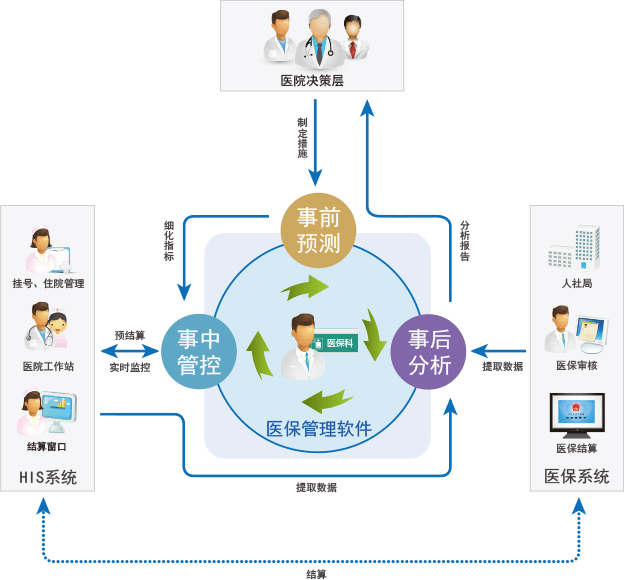 医院决策层
制定措施
事前
预测
细化指标
分析报告
挂号、住院管理
医院工作站
结算窗口
HIS系统
预结算
实时监控
事中
管控
医保科
医保管理软件
事后
分析
提取数据
人社局
医保审核
医保结算
医保系统
提取数据
结算